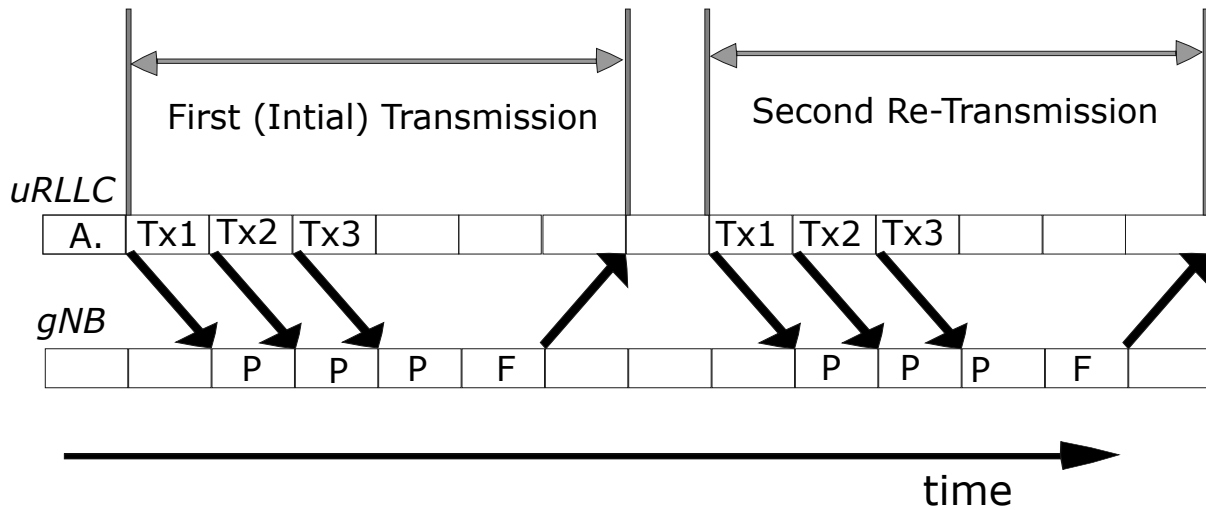 First (Intial) Transmission
Second Re-Transmission
uRLLC
A. Tx1 Tx2 Tx3 Tx1 Tx2 Tx3
gNB
P P P F P P P F
time